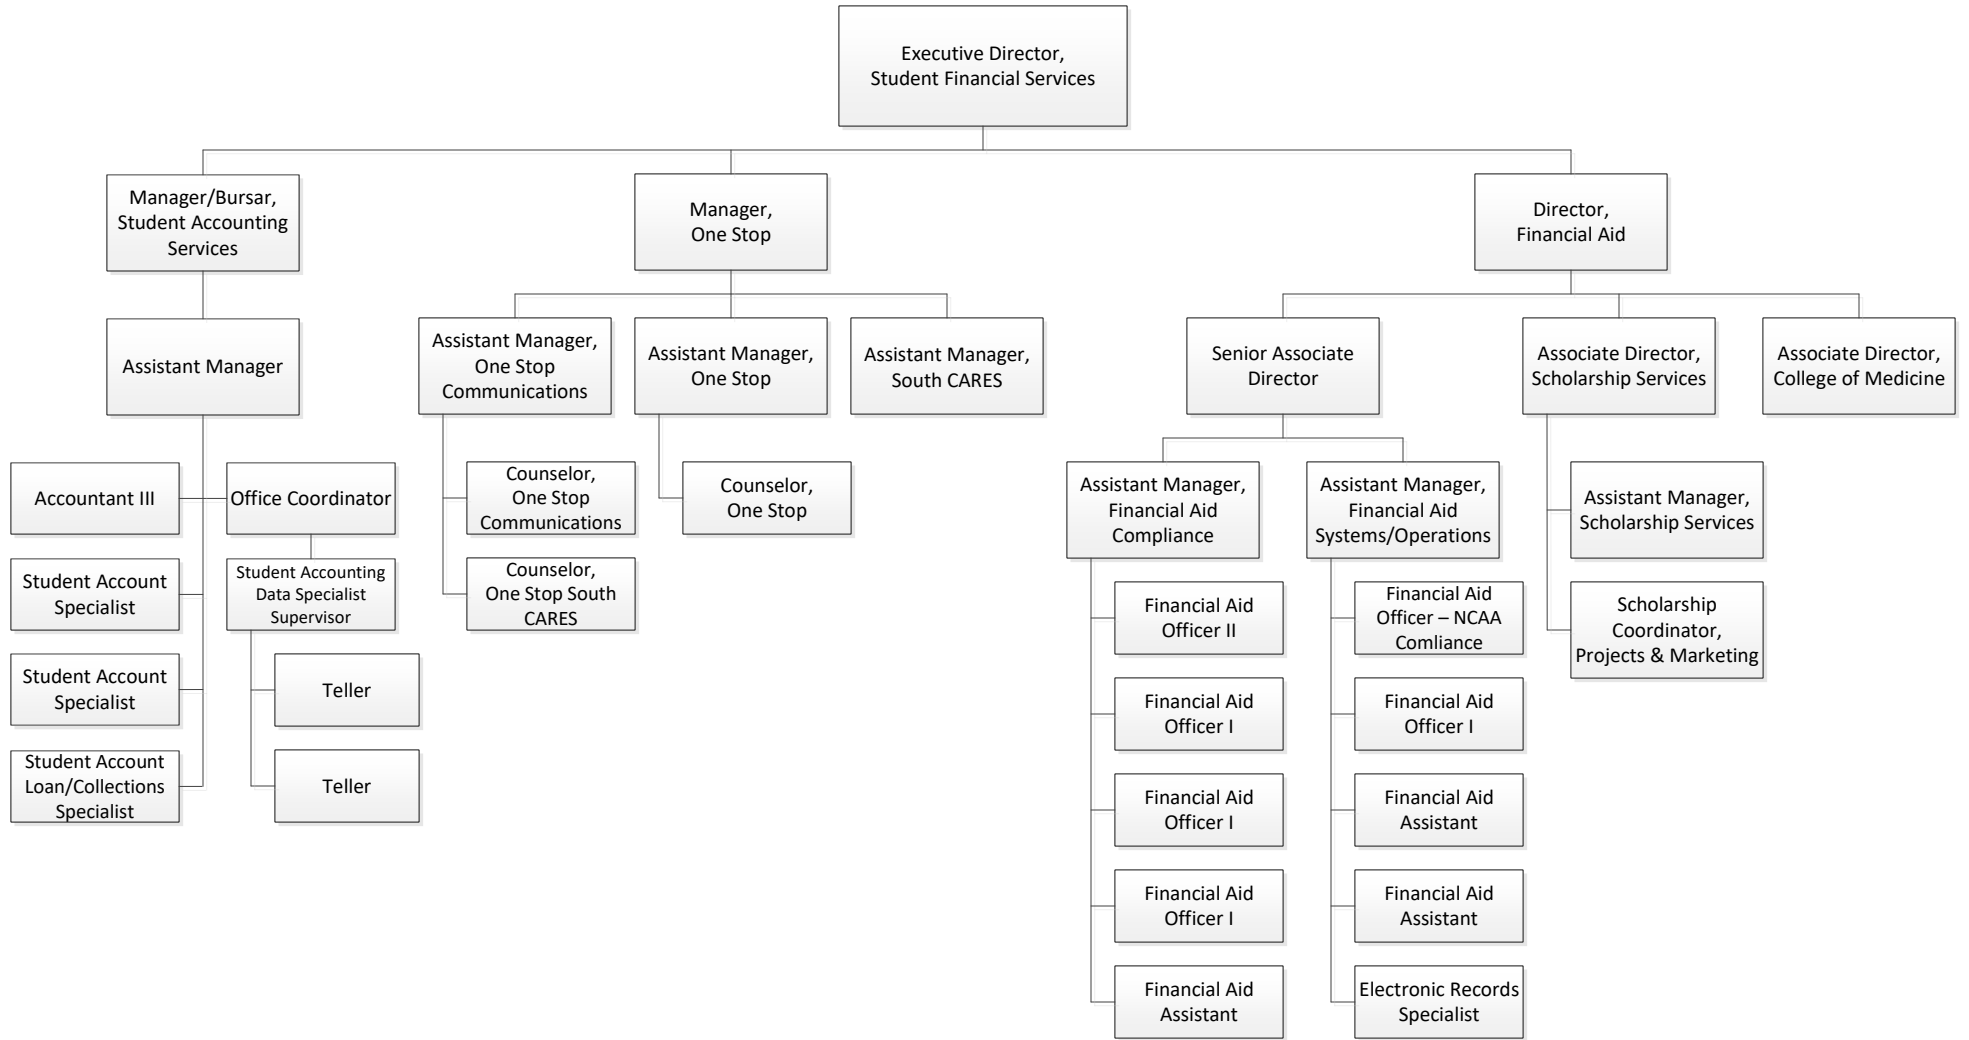 Executive Director,
Student Financial Services
Manager/Bursar,
Student Accounting
Services
Manager,
One Stop
Director,
Financial Aid
Assistant Manager
Assistant Manager,
One Stop
Communications
Assistant Manager,
One Stop
Assistant Manager,
South CARES
Senior Associate
Director
Associate Director,
Scholarship Services
Associate Director,
College of Medicine
Accountant III
Office Coordinator
Student Account
Specialist
Student Accounting
Data Specialist
Supervisor
Student Account
Specialist
Teller
Student Account
Loan/Collections
Specialist
Teller
Counselor,
One Stop
Communications
Counselor,
One Stop South
CARES
Counselor,
One Stop
Assistant Manager,
Financial Aid
Compliance
Assistant Manager,
Financial Aid
Systems/Operations
Assistant Manager,
Scholarship Services
Scholarship
Coordinator,
Projects & Marketing
Financial Aid
Officer II
Financial Aid
Officer I
Financial Aid
Officer I
Financial Aid
Officer I
Financial Aid
Assistant
Financial Aid
Officer – NCAA
Comliance
Financial Aid
Officer I
Financial Aid
Assistant
Financial Aid
Assistant
Electronic Records
Specialist